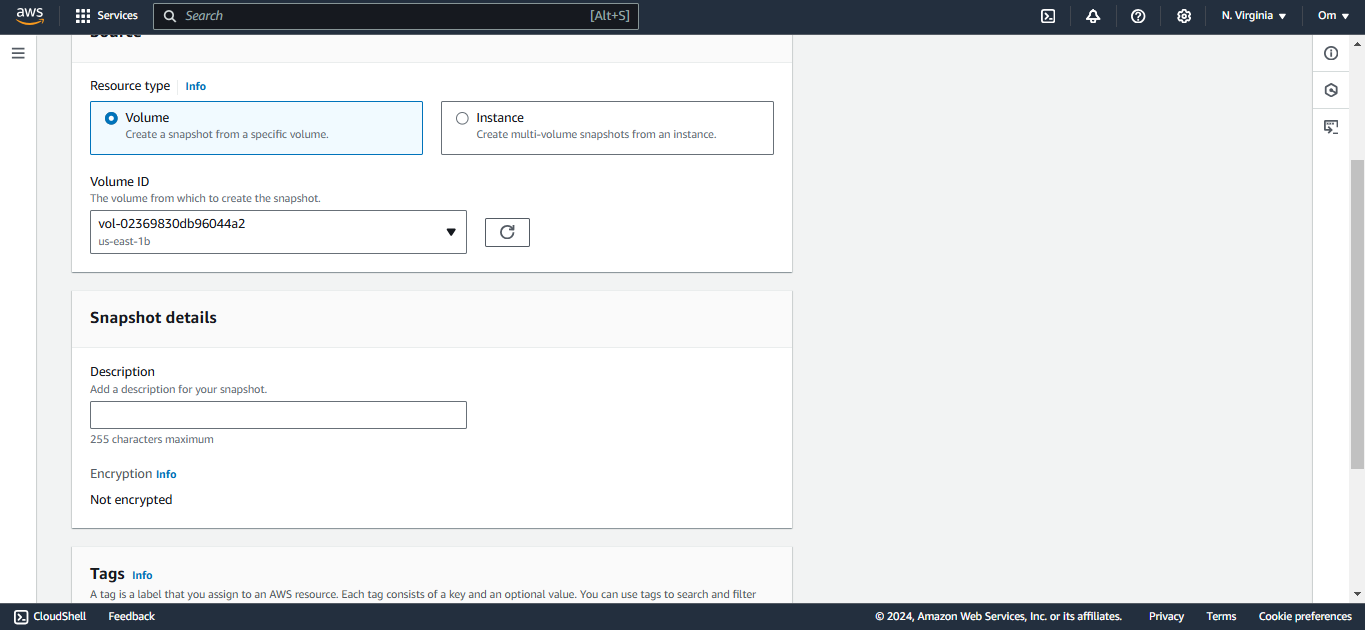 aws
Services
Search
[Alt+S]
N. Virginia
Om
Source
Resource type
Info
Volume
Create a snapshot from a specific volume.
Instance
Create multi-volume snapshots from an instance.
Volume ID
The volume from which to create the snapshot.
vol-02369830db96044a2
us-east-1b
Snapshot details
Description
Add a description for your snapshot.
255 characters maximum
Encryption Info
Not encrypted
Tags Info
A tag is a label that you assign to an AWS resource. Each tag consists of a key and an optional value. You can use tags to search and filter
CloudShell
Feedback
© 2024, Amazon Web Services, Inc. or its affiliates.
Privacy
Terms
Cookie preferences